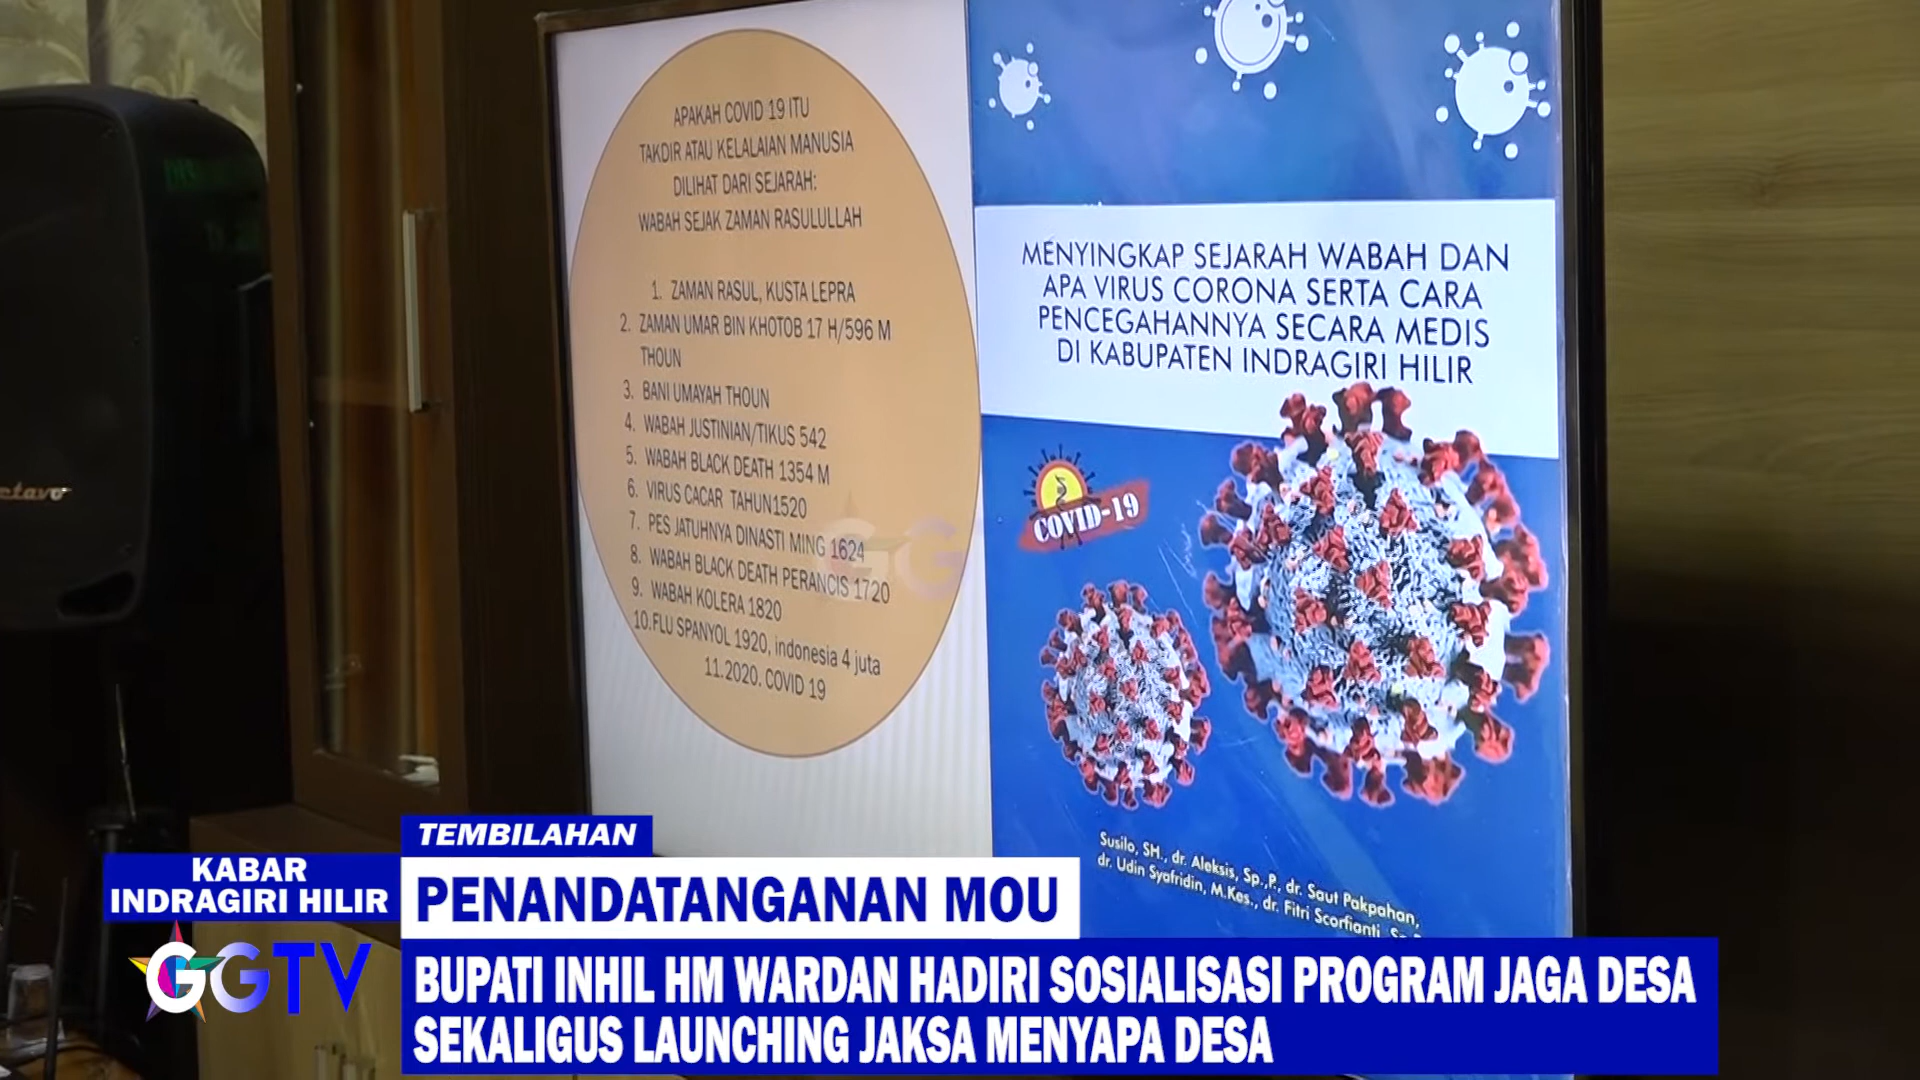 APAKAH COVID 19 ITU
TAKDIR ATAU KELALAIAN MANUSIA
DILIHAT DARI SEJARAH:
WABAH SEJAK ZAMAN RASULULLAH
1. ZAMAN RASUL, KUSTA LEPRA
2. ZAMAN UMAR BIN KHOTOB 17 H/596 M
THOUN
3. BANI UMAYAH THOUN
4. WABAH JUSTINIAN/TIKUS 542
5. WABAH BLACK DEATH 1354 M
6. VIRUS CACAR TAHUN1520
7. PES JATUHNYA DINASTI MING 1624
8. WABAH BLACK DEATH PERANCIS 1720
9. WABAH KOLERA 1820
10.FLU SPANYOL 1920, indonesia 4 juta
11.2020. COVID 19
GG
MENYINGKAP SEJARAH WABAH DAN
APA VIRUS CORONA SERTA CARA
PENCEGAHANNYA SECARA MEDIS
DI KABUPATEN INDRAGIRI HILIR
COVID-19
Susilo, SH., dr. Aleksis, Sp.,P., dr. Saut Pakpahan,
dr. Udin Syafridin, M.Kes., dr. Fitri Scorfianti,
TEMBILAHAN
KABAR
INDRAGIRI HILIR
PENANDATANGANAN MOU
GGTV
BUPATI INHIL HM WARDAN HADIRI SOSIALISASI PROGRAM JAGA DESA
SEKALIGUS LAUNCHING JAKSA MENYAPA DESA